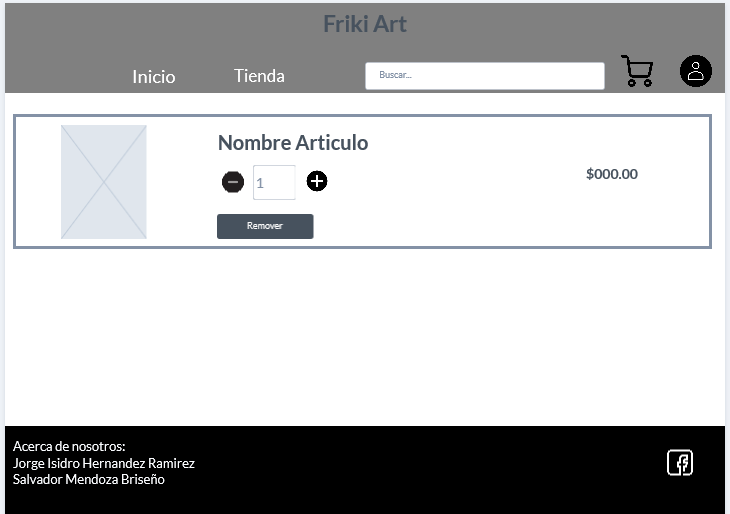 Friki Art
Inicio
Tienda
Buscar...
Nombre Articulo
1
$000.00
Remover
Acerca de nosotros:
Jorge Isidro Hernandez Ramirez
Salvador Mendoza Briseño